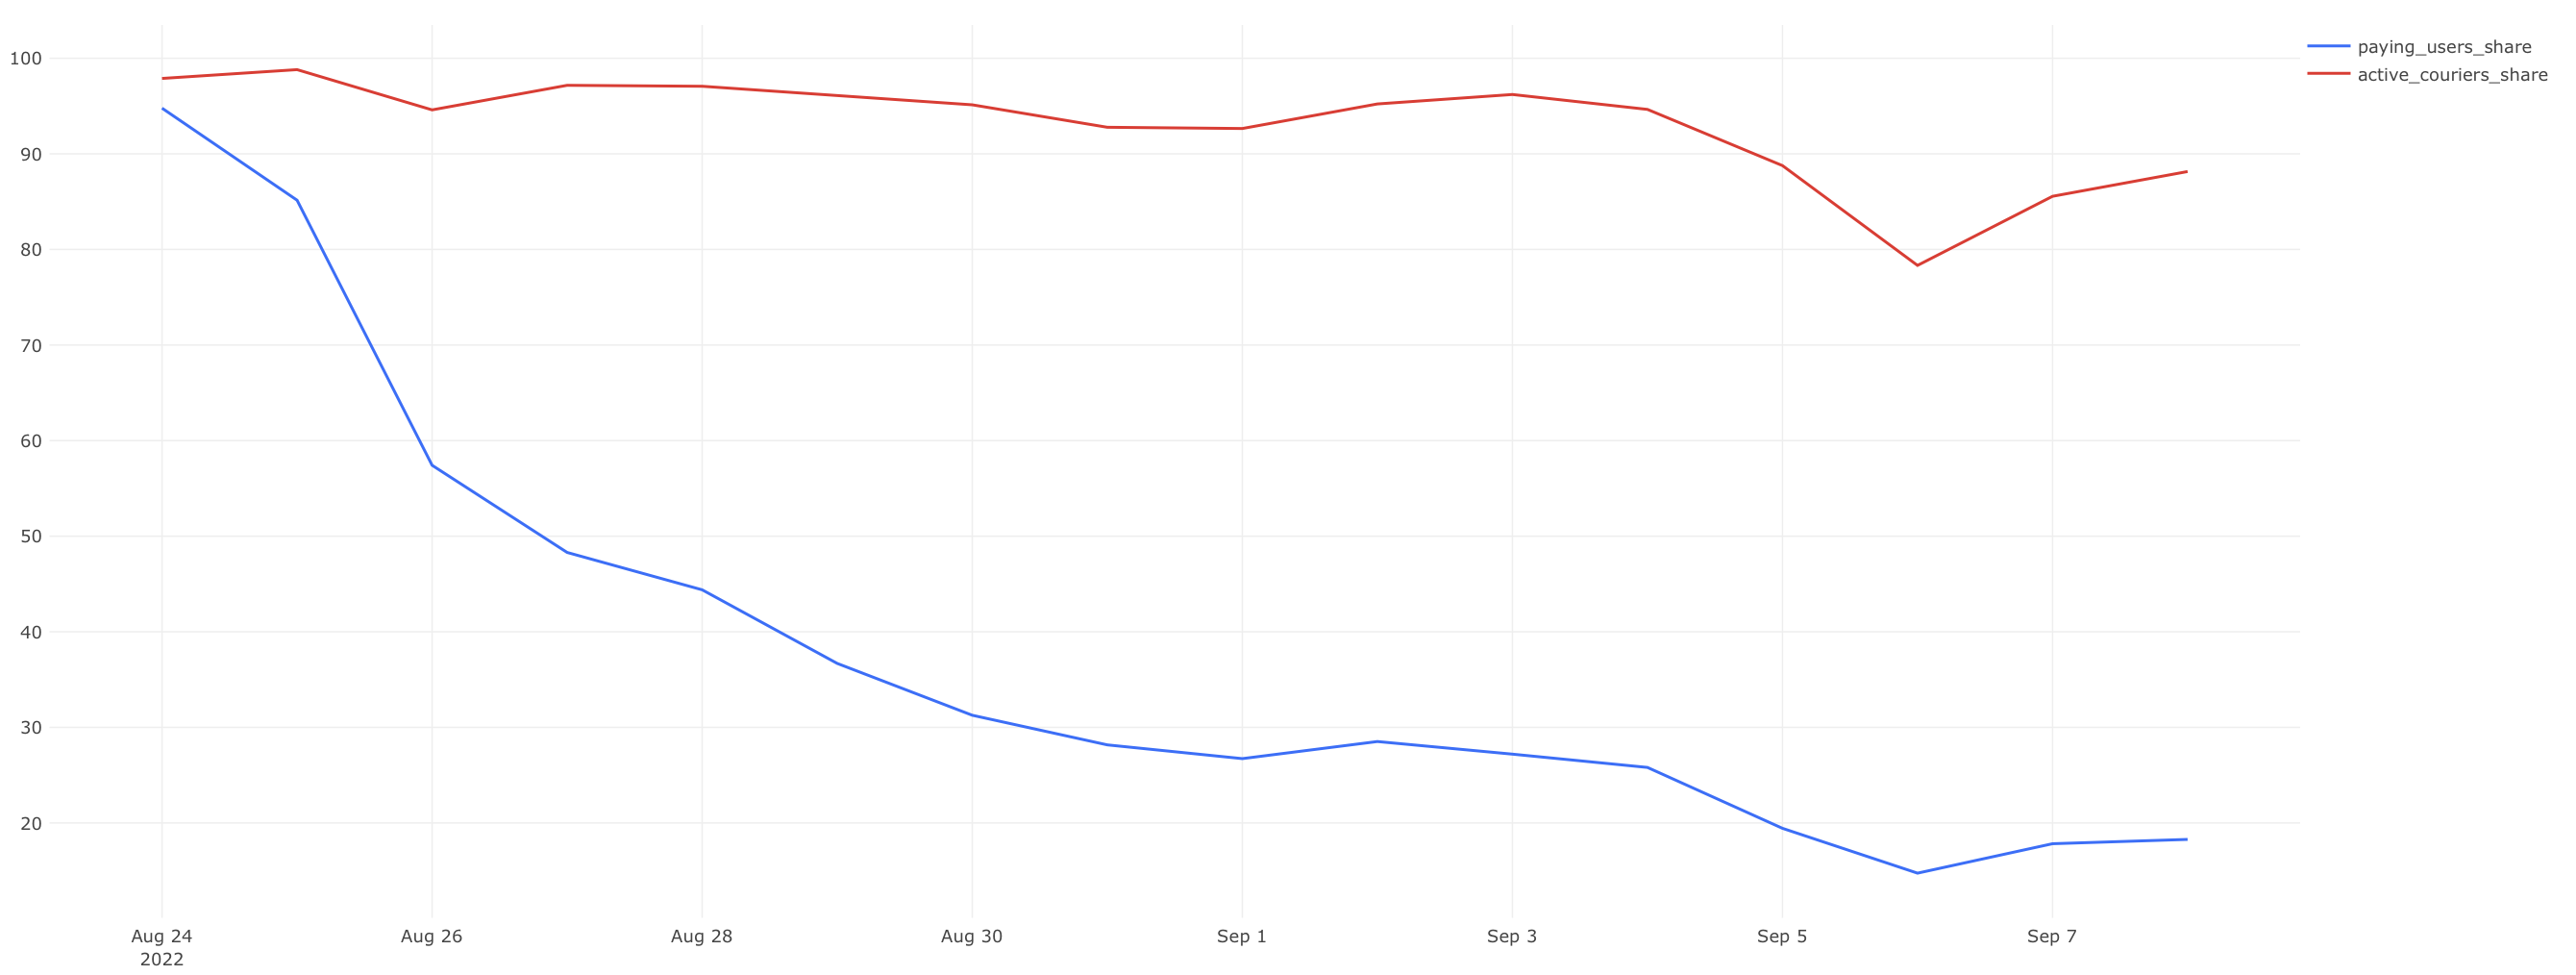 100
90
80
70
60
50
40
30
20
Aug 24
2022
Aug 26
Aug 28
Aug 30
Sep 1
Sep 3
Sep 5
Sep 7
paying_users_share
active_couriers_share